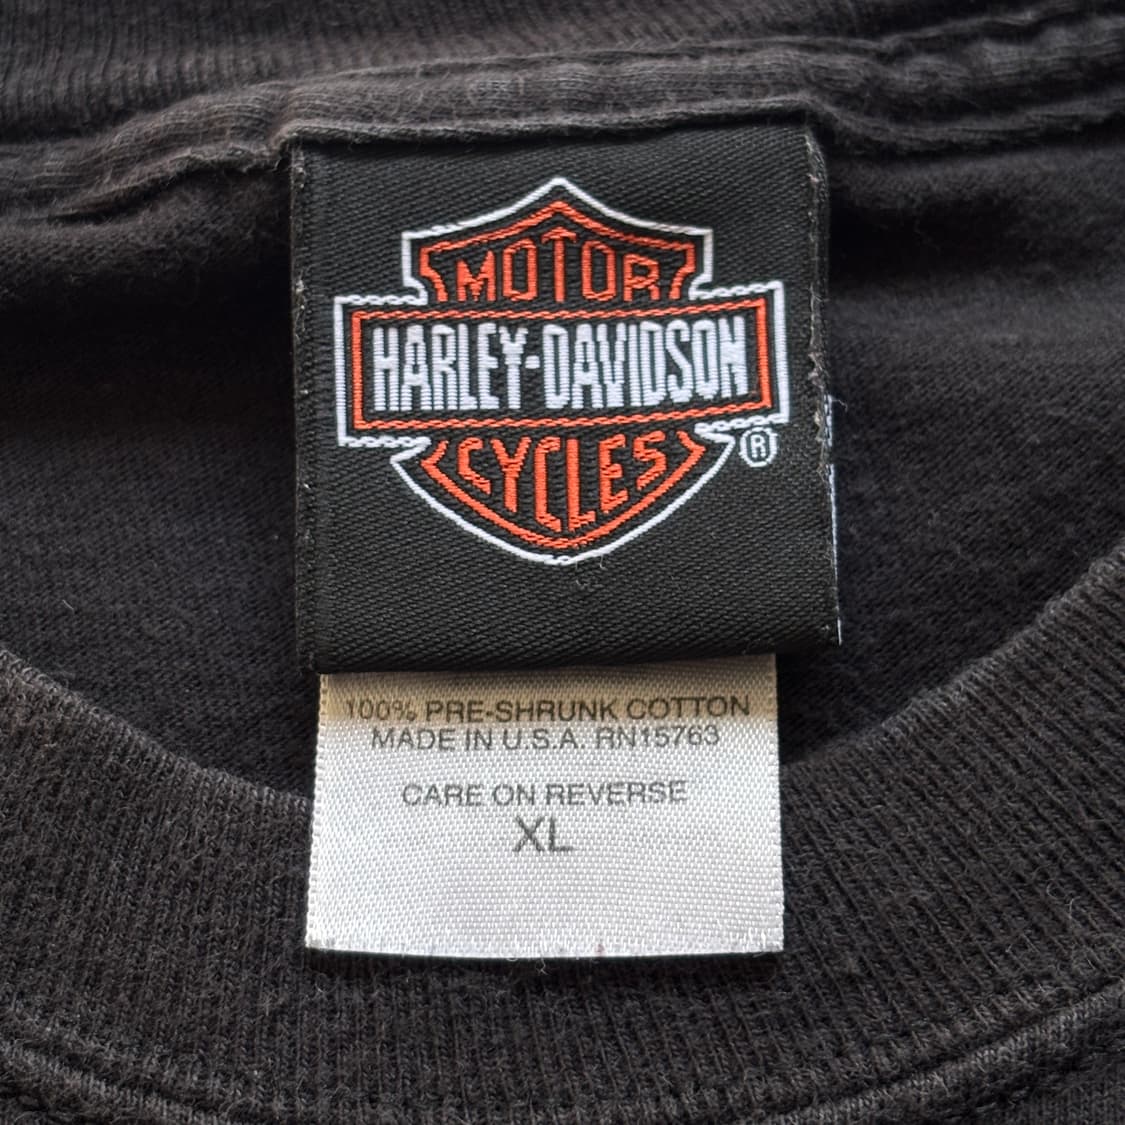 MOTOR
HARLEY-DAVIDSON
CYCLES
®
100% PRE-SHRUNK COTTON
MADE IN U.S.A. RN15763
CARE ON REVERSE
XL